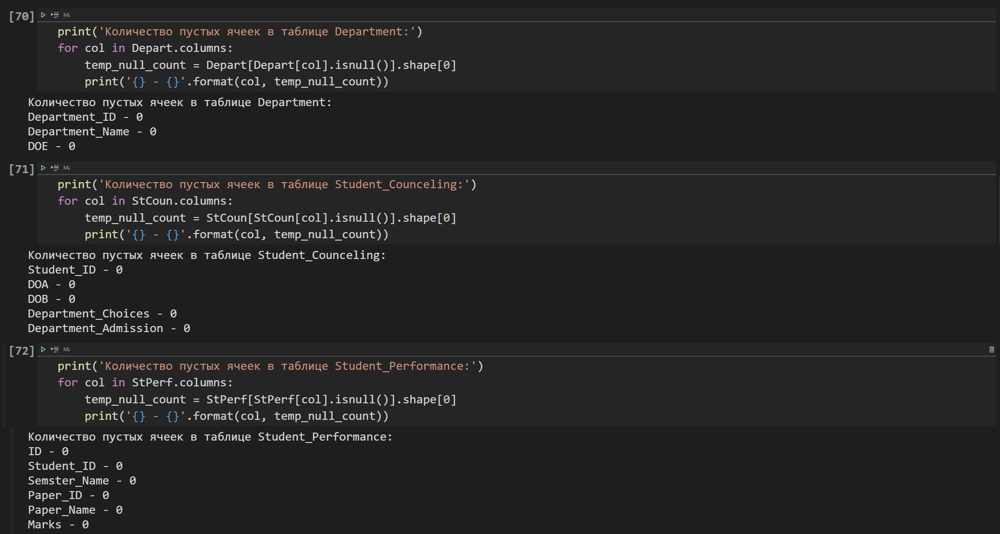 [70] M↓
print('Количество пустых ячеек в таблице Department:')
for col in Depart.columns:
    temp_null_count = Depart[Depart[col].isnull()].shape[0]
    print('{} - {}'.format(col, temp_null_count))
Количество пустых ячеек в таблице Department:
Department_ID - 0
Department_Name - 0
DOE - 0
[71] M↓
print('Количество пустых ячеек в таблице Student_Counceling:')
for col in StCoun.columns:
    temp_null_count = StCoun[StCoun[col].isnull()].shape[0]
    print('{} - {}'.format(col, temp_null_count))
Количество пустых ячеек в таблице Student_Counceling:
Student_ID - 0
DOA - 0
DOB - 0
Department_Choices - 0
Department_Admission - 0
[72] M↓
print('Количество пустых ячеек в таблице Student_Performance:')
for col in StPerf.columns:
    temp_null_count = StPerf[StPerf[col].isnull()].shape[0]
    print('{} - {}'.format(col, temp_null_count))
Количество пустых ячеек в таблице Student_Performance:
ID - 0
Student_ID - 0
Semster_Name - 0
Paper_ID - 0
Paper_Name - 0
Marks - 0